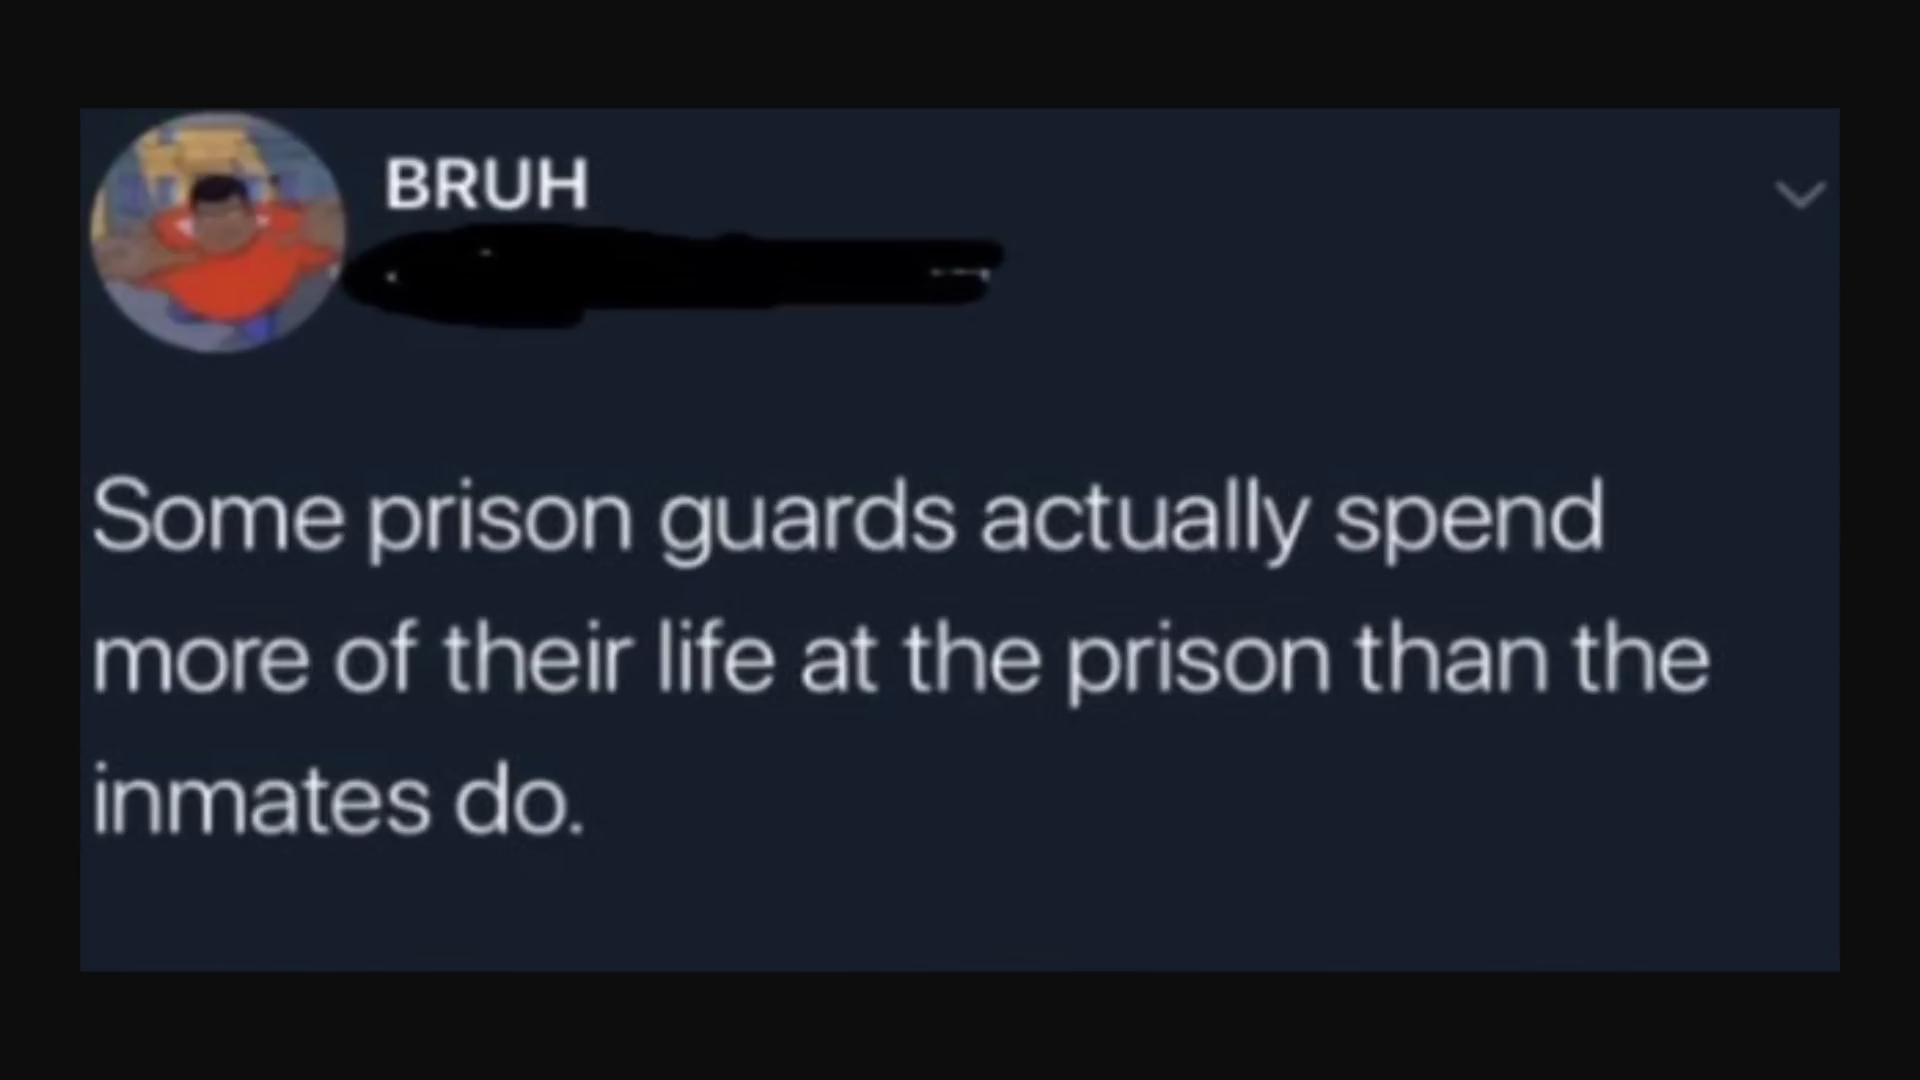 BRUH
Some prison guards actually spend
more of their life at the prison than the
inmates do.